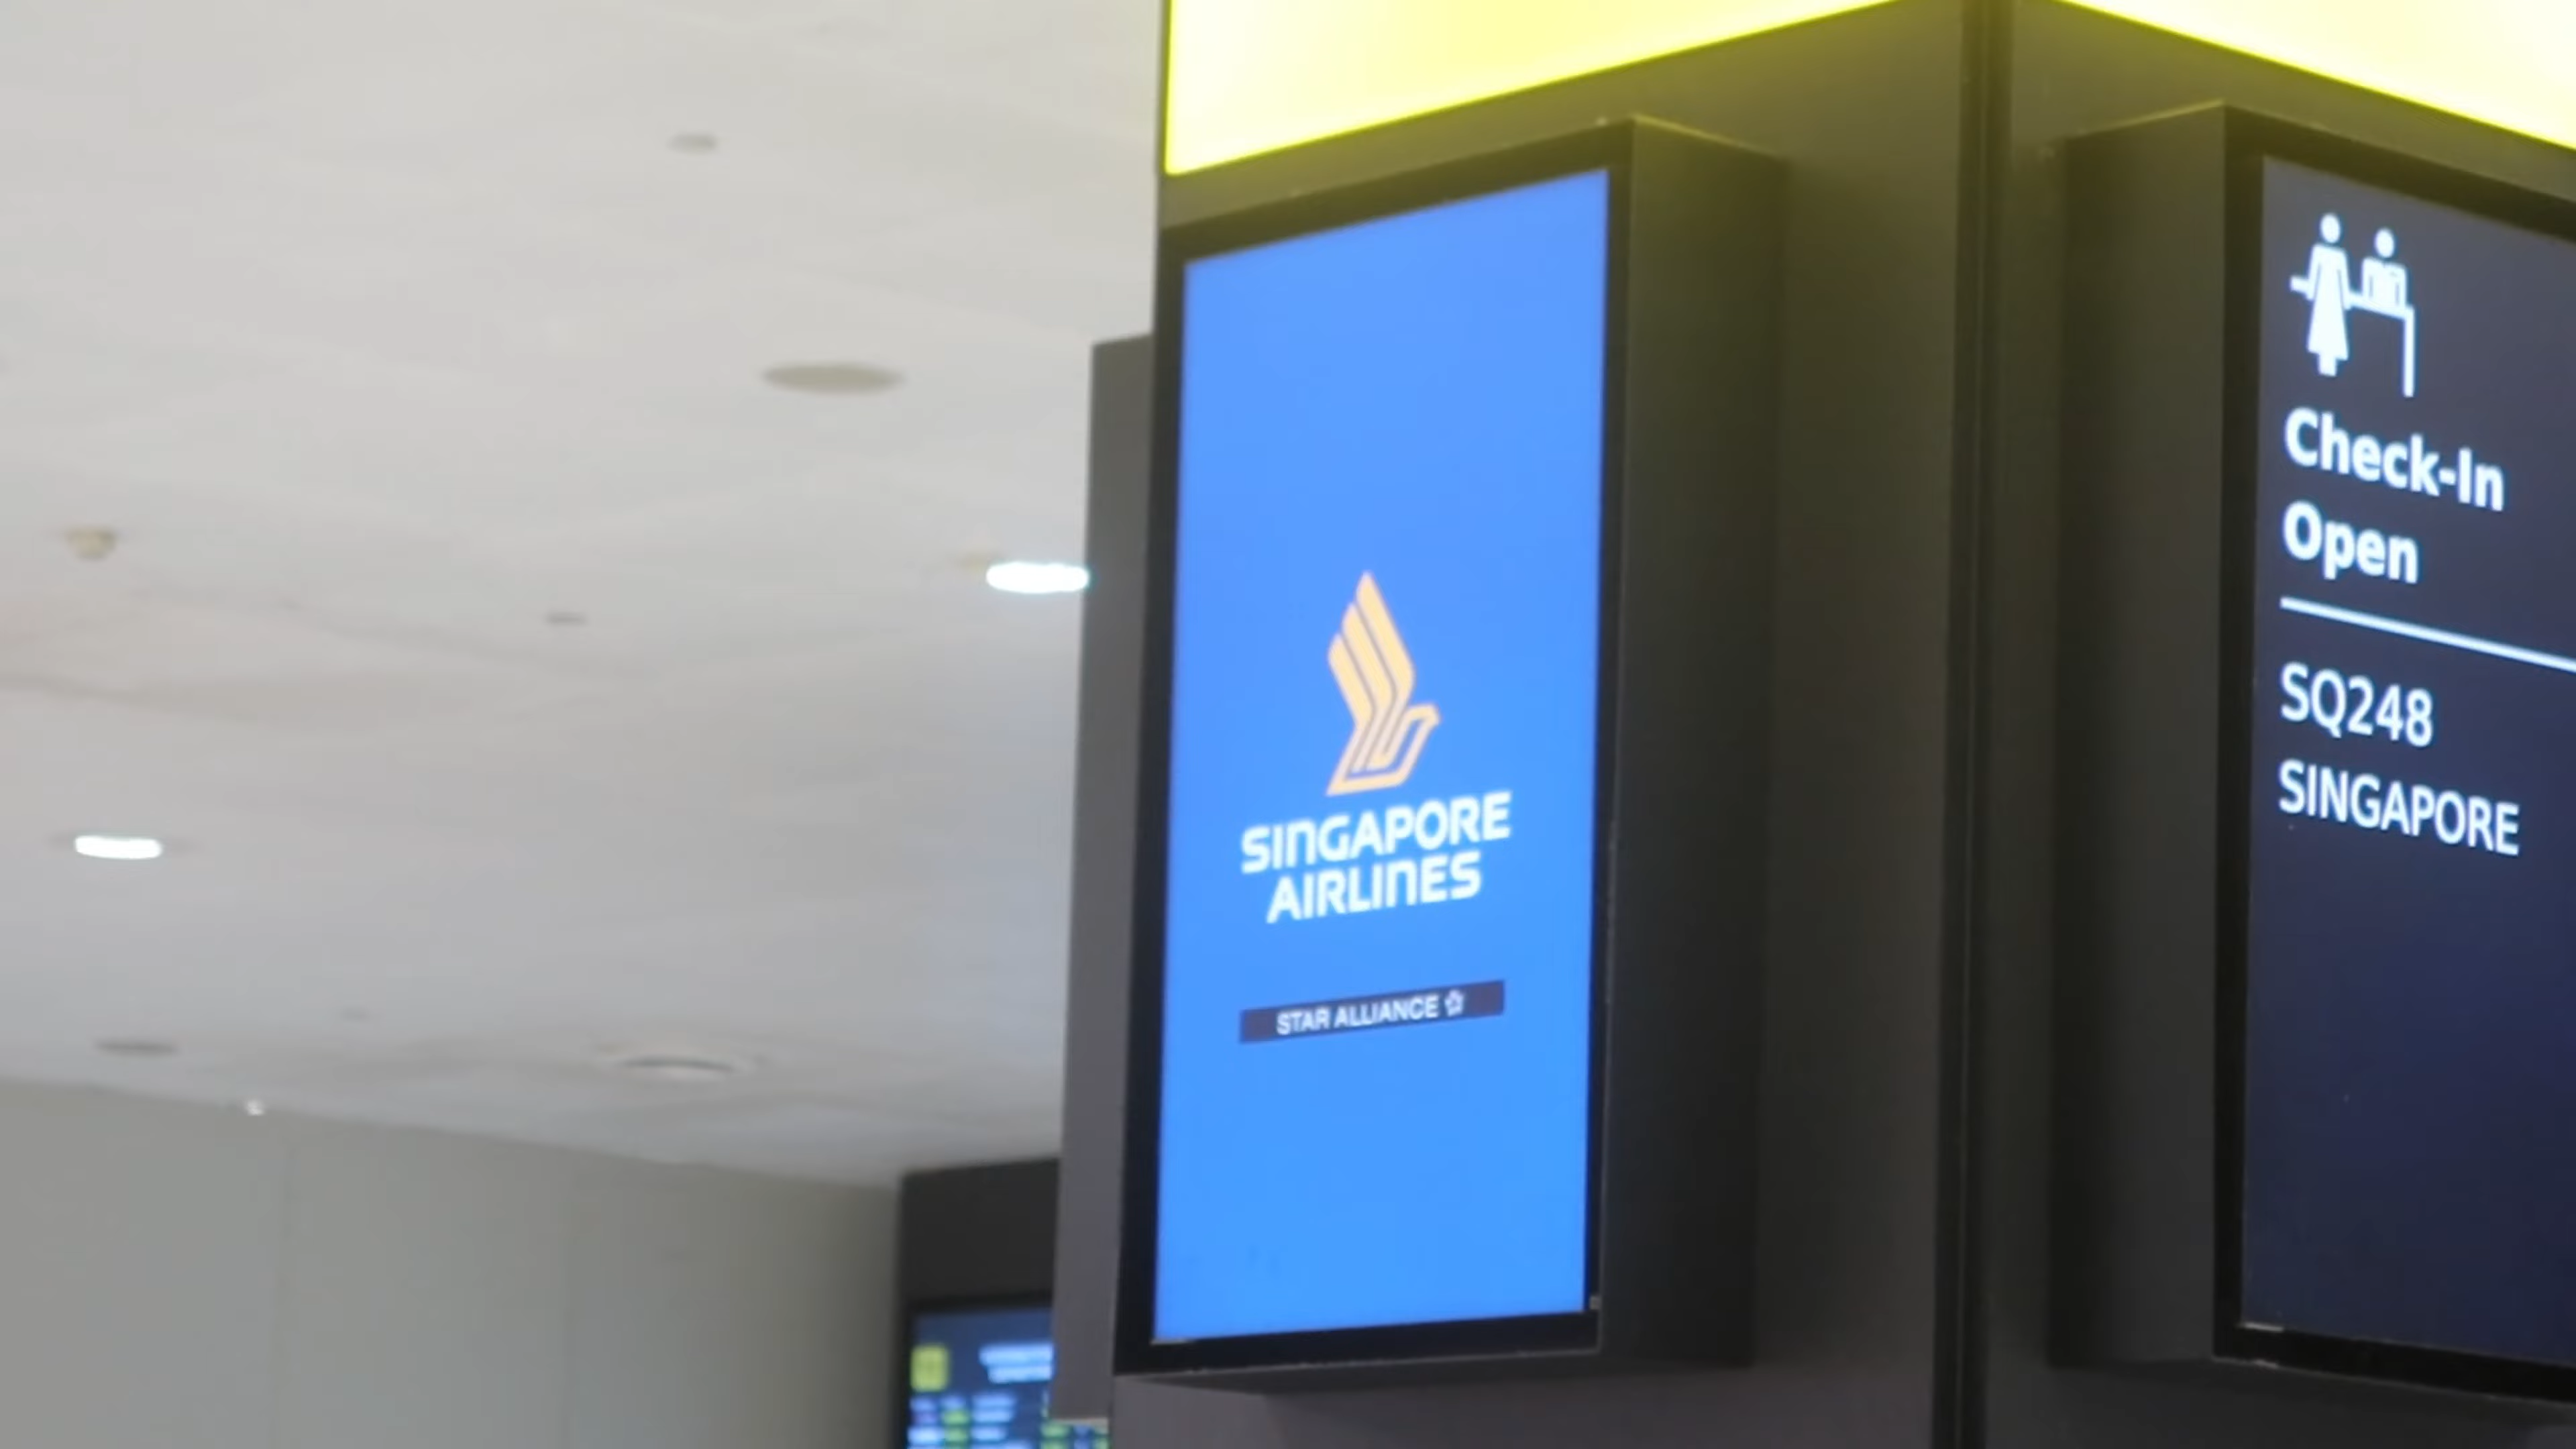 SINGAPORE
AIRLINES
STAR ALLIANCE
Check-In
Open
SQ248
SINGAPORE